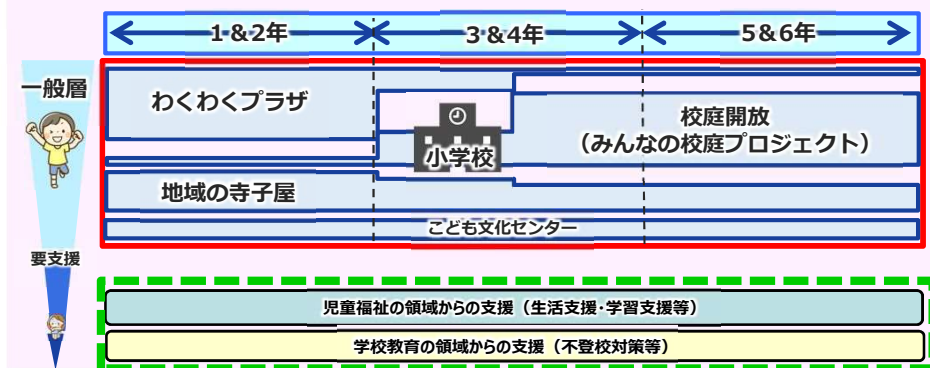 1&2年
3&4年
5&6年
一般層
わくわくプラザ
小学校
校庭開放
（みんなの校庭プロジェクト）
地域の寺子屋
こども文化センター
要支援
児童福祉の領域からの支援（生活支援・学習支援等）
学校教育の領域からの支援（不登校対策等）